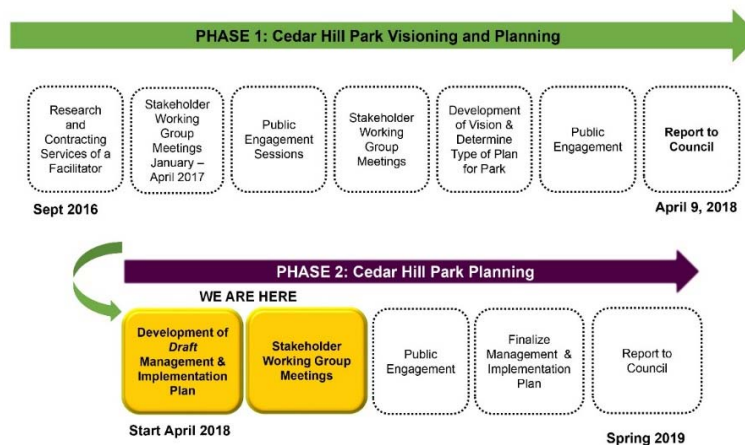 PHASE 1: Cedar Hill Park Visioning and Planning
Research
and
Contracting
Services of a
Facilitator
Stakeholder
Working
Group
Meetings
January –
April 2017
Public
Engagement
Sessions
Stakeholder
Working
Group
Meetings
Development
of Vision &
Determine
Type of Plan
for Park
Public
Engagement
Report to
Council
Sept 2016
April 9, 2018
PHASE 2: Cedar Hill Park Planning
WE ARE HERE
Development of
Draft
Management &
Implementation
Plan
Stakeholder
Working Group
Meetings
Public
Engagement
Finalize
Management &
Implementation
Plan
Report to
Council
Start April 2018
Spring 2019